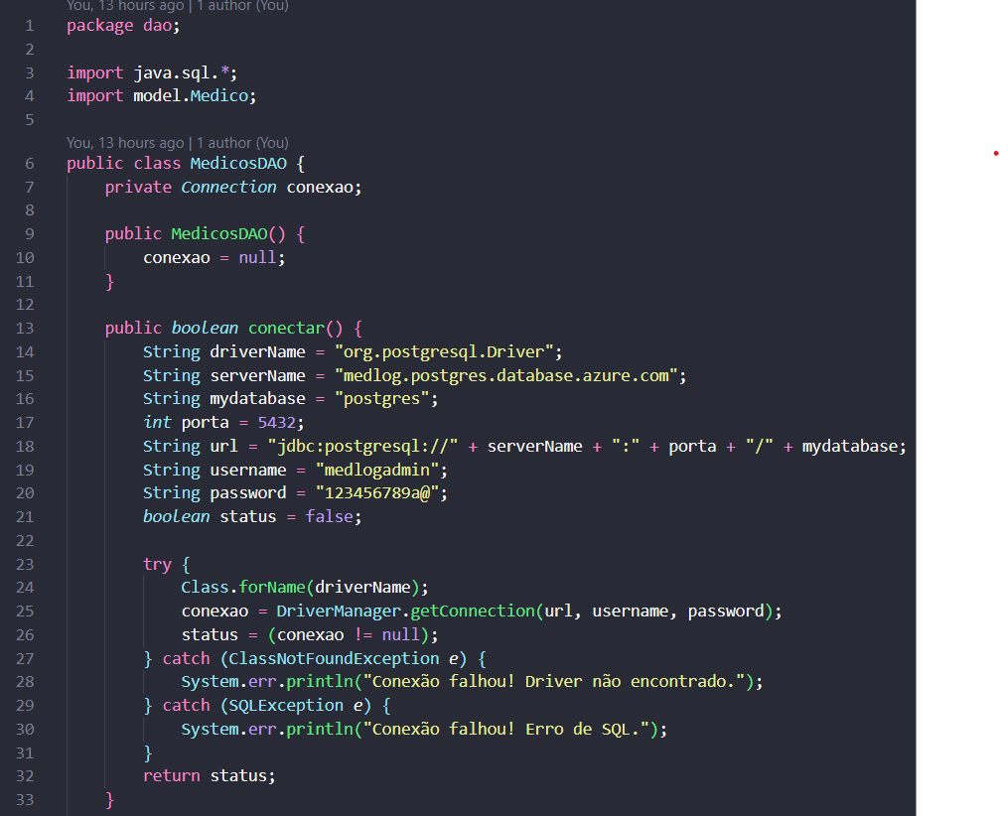 You, 13 hours ago | 1 author (You)
1 package dao;
2
3 import java.sql.*;
4 import model.Medico;
5
You, 13 hours ago | 1 author (You)
6 public class MedicosDAO {
7     private Connection conexao;
8
9     public MedicosDAO() {
10         conexao = null;
11     }
12
13     public boolean conectar() {
14         String driverName = "org.postgresql.Driver";
15         String serverName = "medlog.postgres.database.azure.com";
16         String mydatabase = "postgres";
17         int porta = 5432;
18         String url = "jdbc:postgresql://" + serverName + ":" + porta + "/" + mydatabase;
19         String username = "medlogadmin";
20         String password = "123456789a@";
21         boolean status = false;
22
23         try {
24             Class.forName(driverName);
25             conexao = DriverManager.getConnection(url, username, password);
26             status = (conexao != null);
27         } catch (ClassNotFoundException e) {
28             System.err.println("Conexão falhou! Driver não encontrado.");
29         } catch (SQLException e) {
30             System.err.println("Conexão falhou! Erro de SQL.");
31         }
32         return status;
33     }